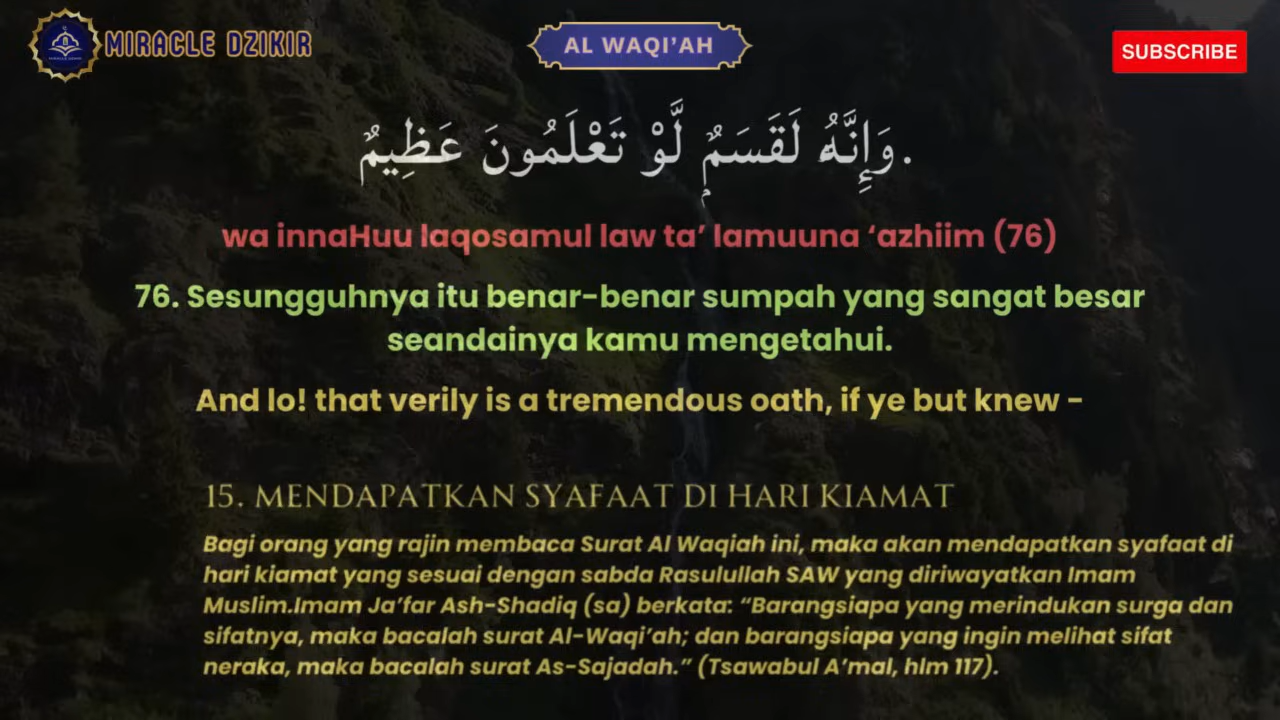 MIRACLE DZIKIR
AL WAQI’AH
SUBSCRIBE
.وَإِنَّهُ لَقَسَمٌ لَّوْ تَعْلَمُونَ عَظِيمٌ
wa innaHuu laqosamul law ta’ lamuuna ‘azhiim (76)
76. Sesungguhnya itu benar-benar sumpah yang sangat besar
seandainya kamu mengetahui.
And lo! that verily is a tremendous oath, if ye but knew -
15. MENDAPATKAN SYAFAAT DI HARI KIAMAT
Bagi orang yang rajin membaca Surat Al Waqiah ini, maka akan mendapatkan syafaat di
hari kiamat yang sesuai dengan sabda Rasulullah SAW yang diriwayatkan Imam
Muslim.Imam Ja’far Ash-Shadiq (sa) berkata: “Barangsiapa yang merindukan surga dan
sifatnya, maka bacalah surat Al-Waqi’ah; dan barangsiapa yang ingin melihat sifat
neraka, maka bacalah surat As-Sajadah.” (Tsawabul A’mal, hlm 117).